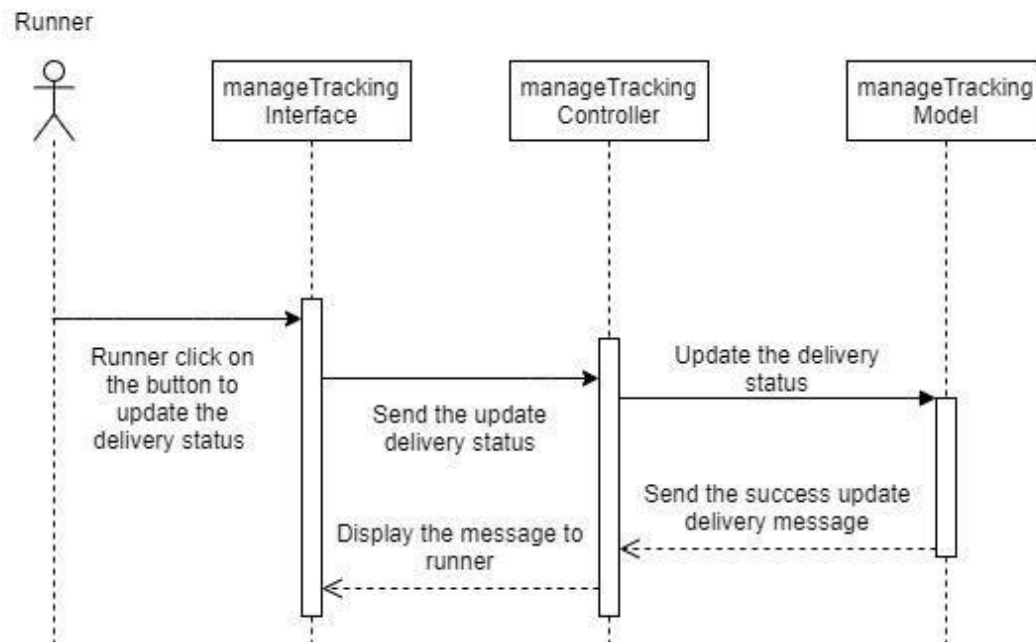 Runner
manageTracking
Interface
manageTracking
Controller
manageTracking
Model
Runner click on
the button to
update the
delivery status
Send the update
delivery status
Update the delivery
status
Send the success update
delivery message
Display the message to
runner